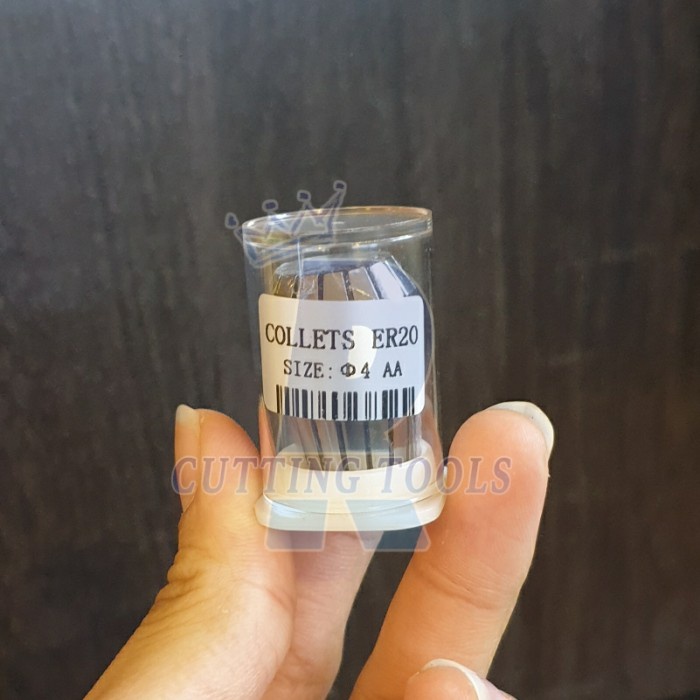 COLLETS ER20
SIZE: Φ4 AA
CUTTING TOOLS